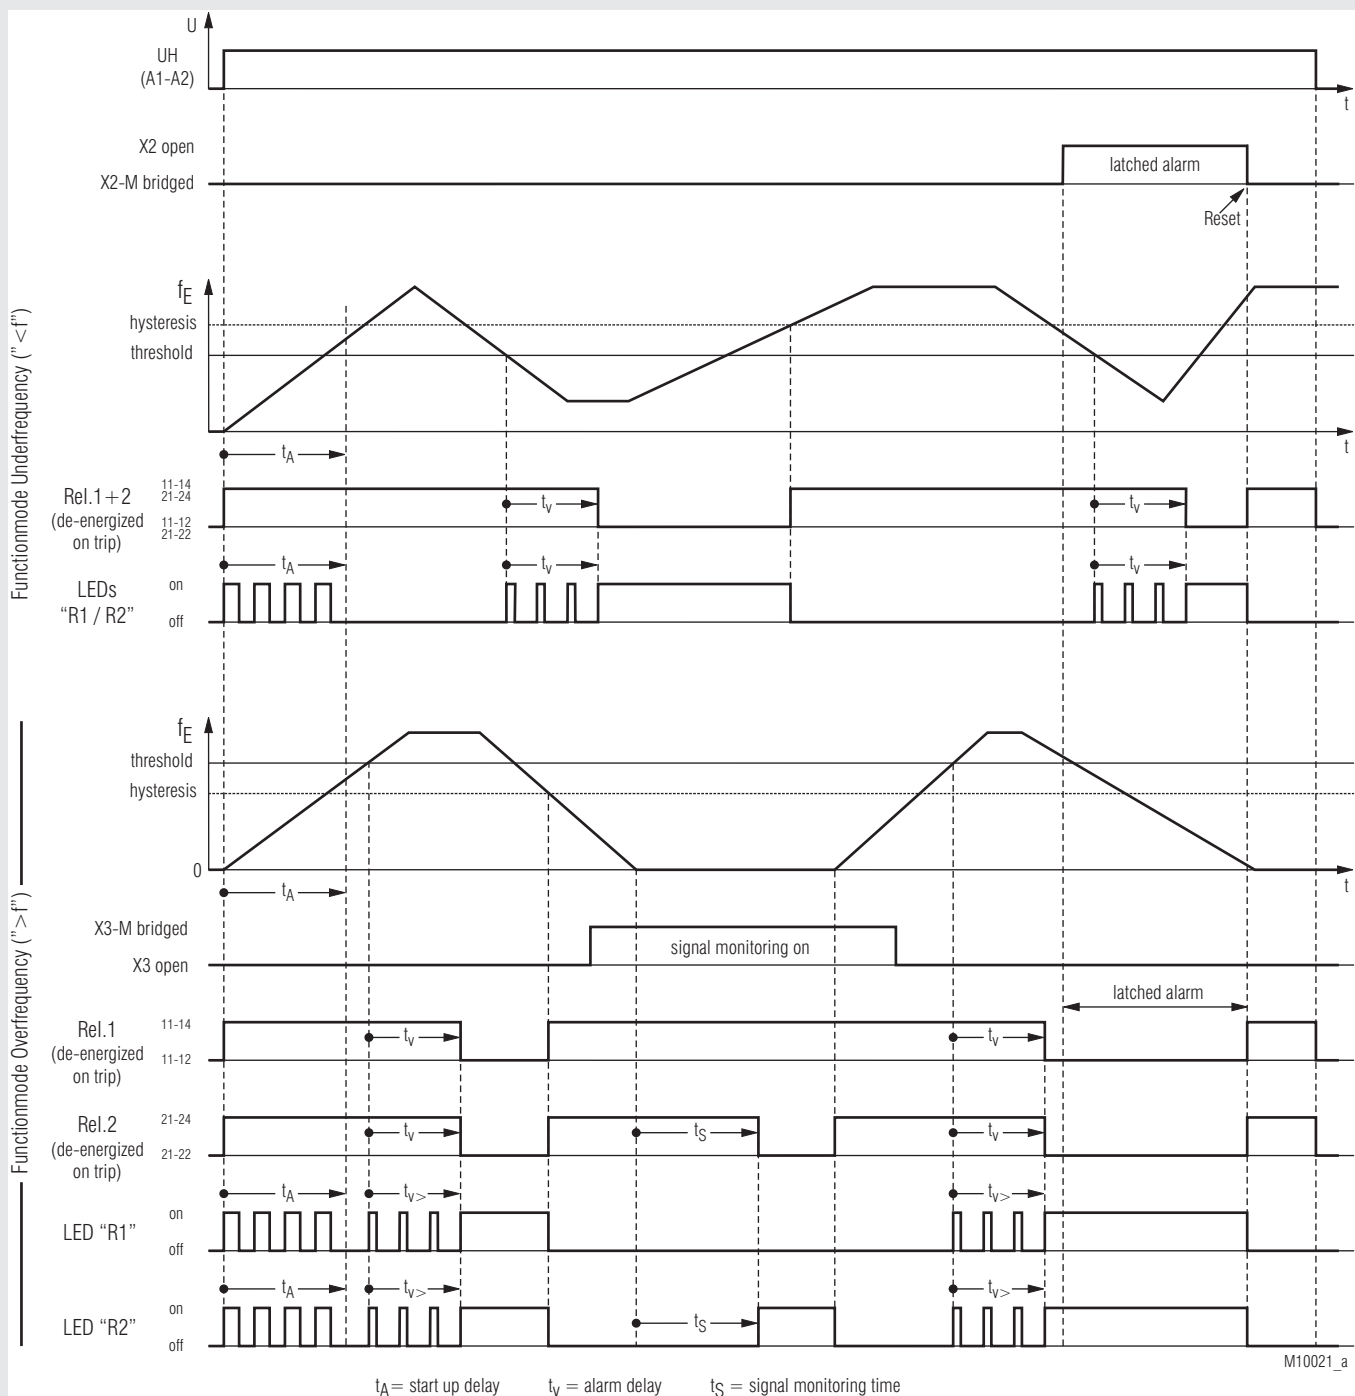 U
UH
(A1-A2)
t
X2 open
latched alarm
X2-M bridged
Reset
Functionmode Underfrequency ("<f")
fE
hysteresis
threshold
t
tA
Rel.1+2
(de-energized
on trip)
11-14
21-24
11-12
21-22
tv
tv
tA
tv
tv
LEDs
"R1 / R2"
on
off
Functionmode Overfrequency (">f")
fE
threshold
hysteresis
0
t
tA
X3-M bridged
signal monitoring on
X3 open
latched alarm
Rel.1
(de-energized
on trip)
11-14
11-12
tv
tv
Rel.2
(de-energized
on trip)
21-24
21-22
tv
tS
tv
tA
tv>
tv>
LED "R1"
on
off
tA
tv>
tv>
LED "R2"
on
off
tS
M10021_a
tA= start up delay tv = alarm delay tS = signal monitoring time